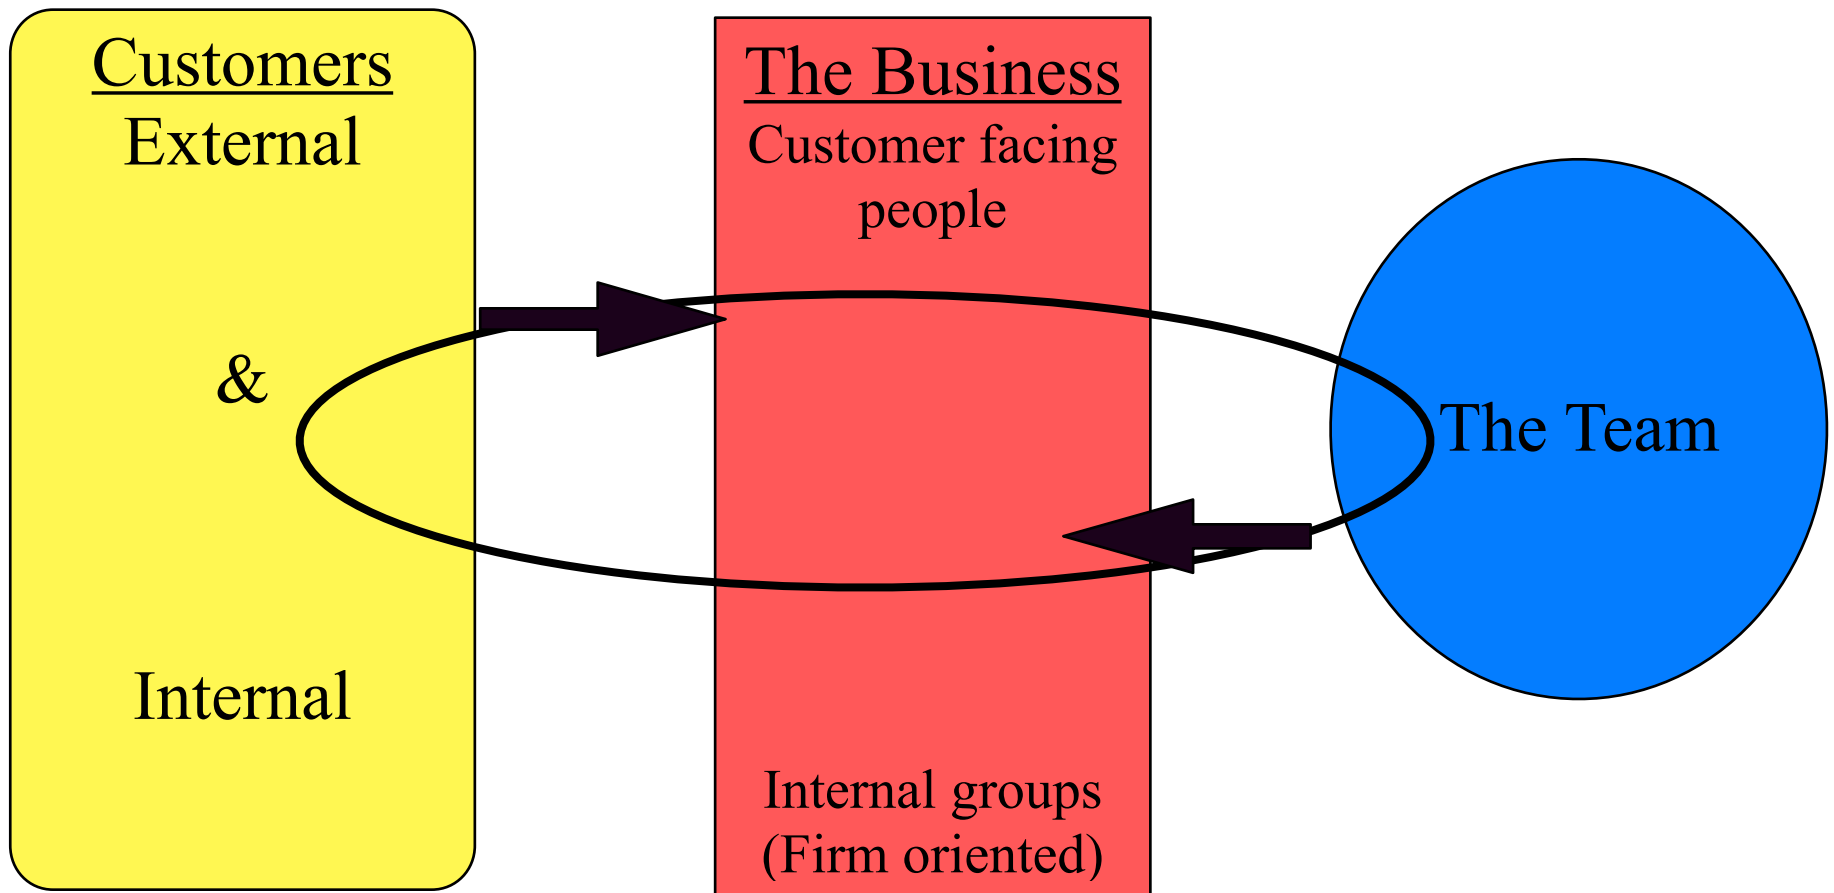 Customers
External
&
Internal
The Business
Customer facing
people
Internal groups
(Firm oriented)
The Team